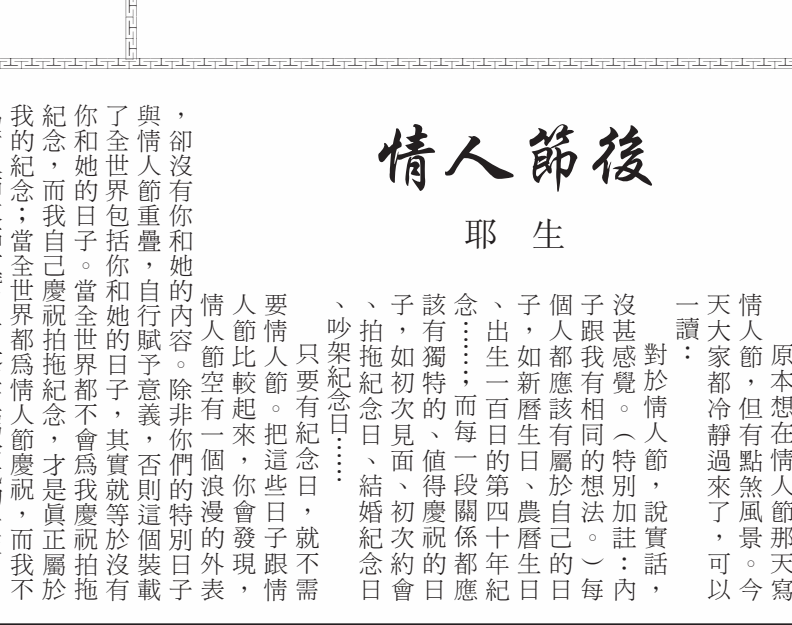 情人節後
耶 生
原本想在情人節那天寫
情人節，但有點煞風景。今
天大家都冷靜過來了，可以
一讀：
對於情人節，說實話，
沒甚感覺。（特別加註：內
子跟我有相同的想法。）每
個人都應該有屬於自己的日
子，如新曆生日、農曆生日
、出生一百日的第四十年紀
念……；而每一段關係都應
該有獨特的、值得慶祝的日
子，如初次見面、初次約會
、拍拖紀念日、結婚紀念日
、吵架紀念日……
只要有紀念日，就不需
要情人節。把這些日子跟情
人節比較起來，你會發現，
情人節空有一個浪漫的外表
，卻沒有你和她的內容。除非你們的特別日子
與情人節重疊，自行賦予意義，否則這個裝載
了全世界包括你和她的日子，其實就等於沒有
你和她的日子。當全世界都不會爲我慶祝拍拖
紀念，而我自己慶祝拍拖紀念，才是眞正屬於
我的紀念；當全世界都爲情人節慶祝，而我不